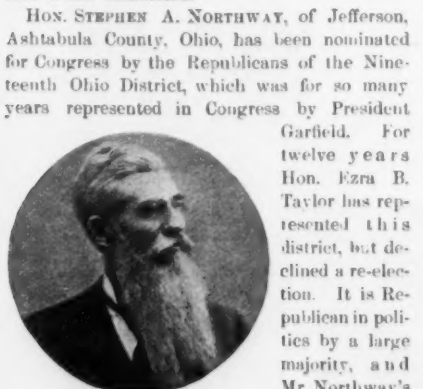 Hon. Stephen A. Northway, of Jefferson,
Ashtabula County, Ohio, has been nominated
for Congress by the Republicans of the Nine-
teenth Ohio District, which was for so many
years represented in Congress by President
Garfield. For
twelve years
Hon. Ezra B.
Taylor has rep-
resented this
district, but de-
clined a re-elec-
tion. It is Re-
publican in poli-
tics by a large
majority, and
Mr. Northway's